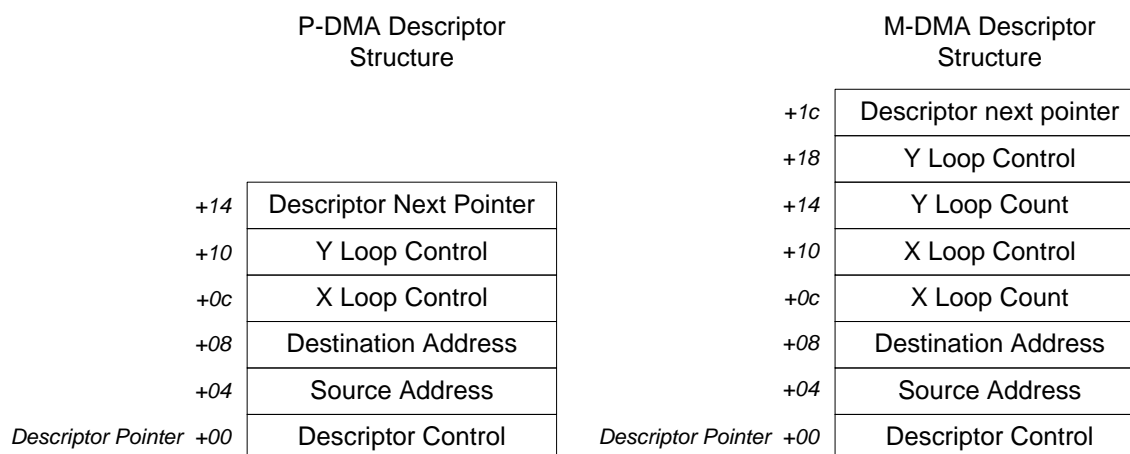 P-DMA Descriptor
Structure
M-DMA Descriptor
Structure
+1c Descriptor next pointer
+18 Y Loop Control
+14 Descriptor Next Pointer
+14 Y Loop Count
+10 Y Loop Control
+10 X Loop Control
+0c X Loop Control
+0c X Loop Count
+08 Destination Address
+08 Destination Address
+04 Source Address
+04 Source Address
Descriptor Pointer +00 Descriptor Control
Descriptor Pointer +00 Descriptor Control